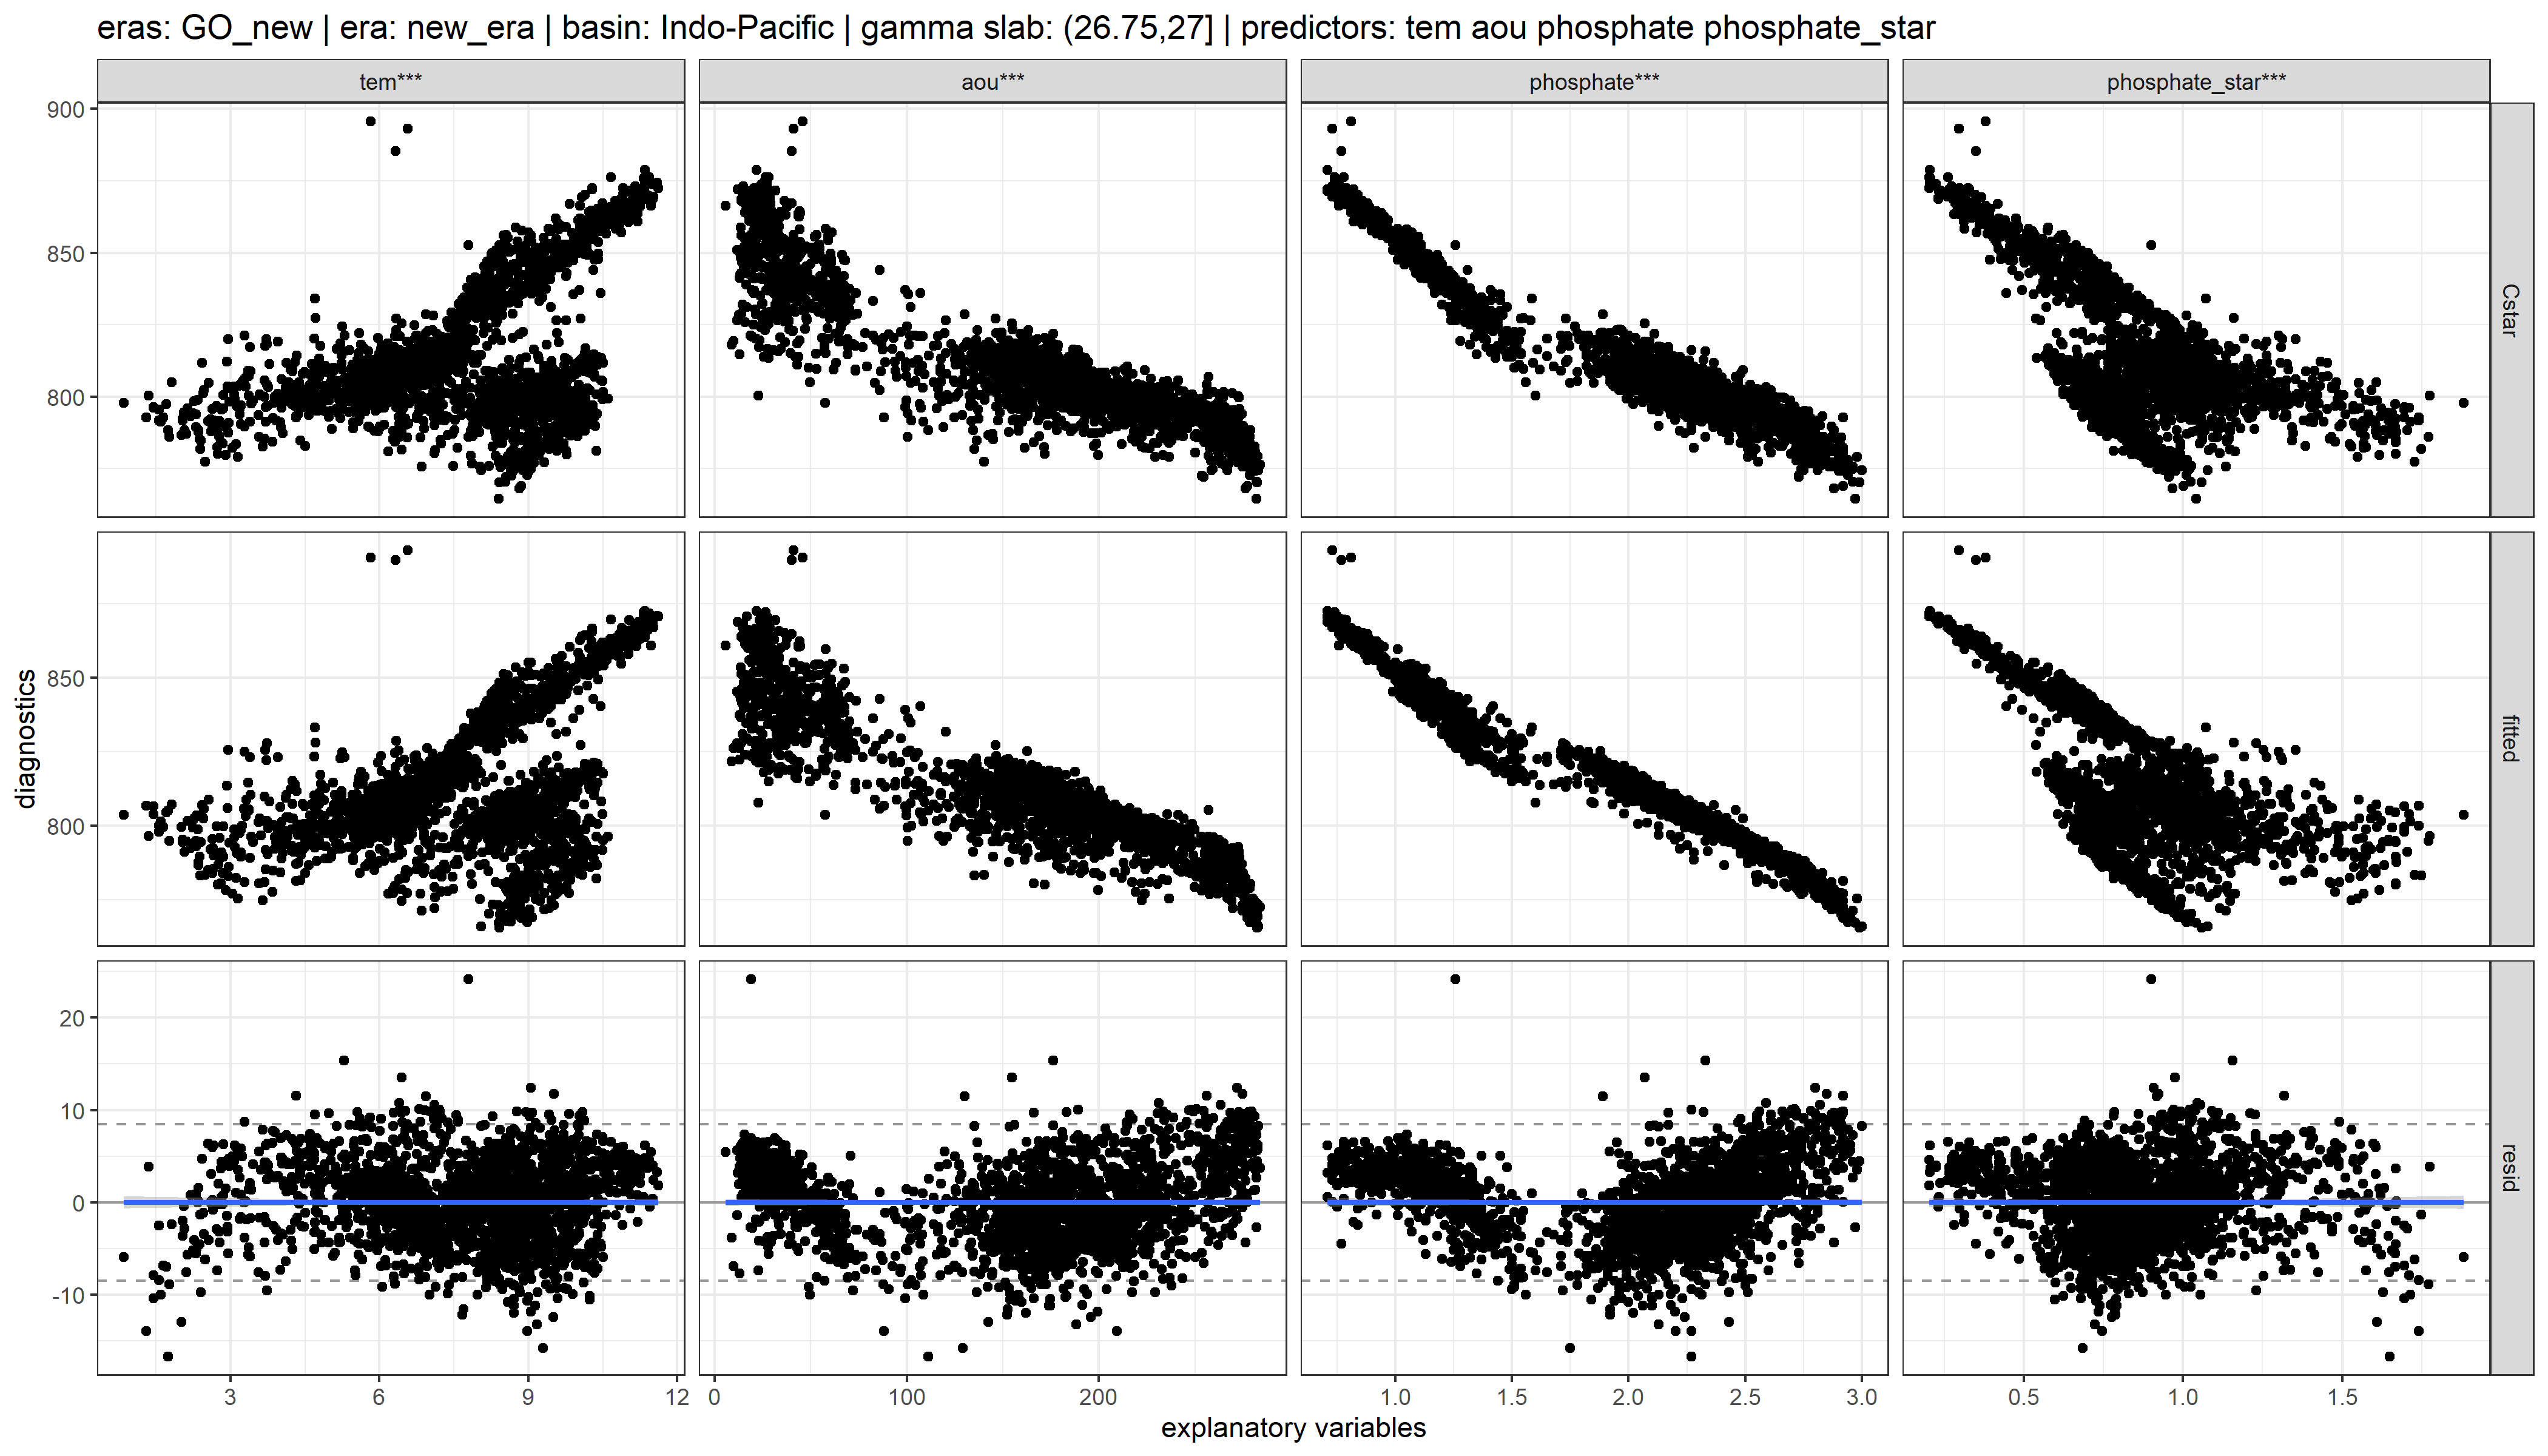 eras: GO_new | era: new_era | basin: Indo-Pacific | gamma slab: (26.75,27] | predictors: tem aou phosphate phosphate_star
tem*** aou*** phosphate*** phosphate_star***
900
850
800
Cstar
850
800
fitted
20
10
0
-10
resid
diagnostics
3 6 9 12 0 100 200 1.0 1.5 2.0 2.5 3.0 0.5 1.0 1.5
explanatory variables